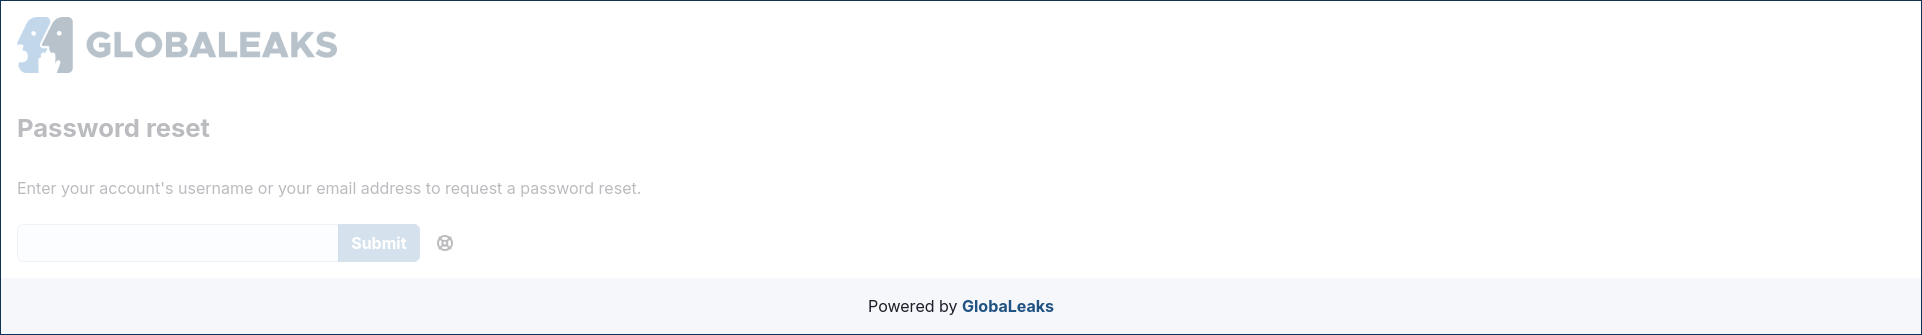 GLOBALEAKS
Password reset
Enter your account's username or your email address to request a password reset.
Submit
Powered by GlobaLeaks